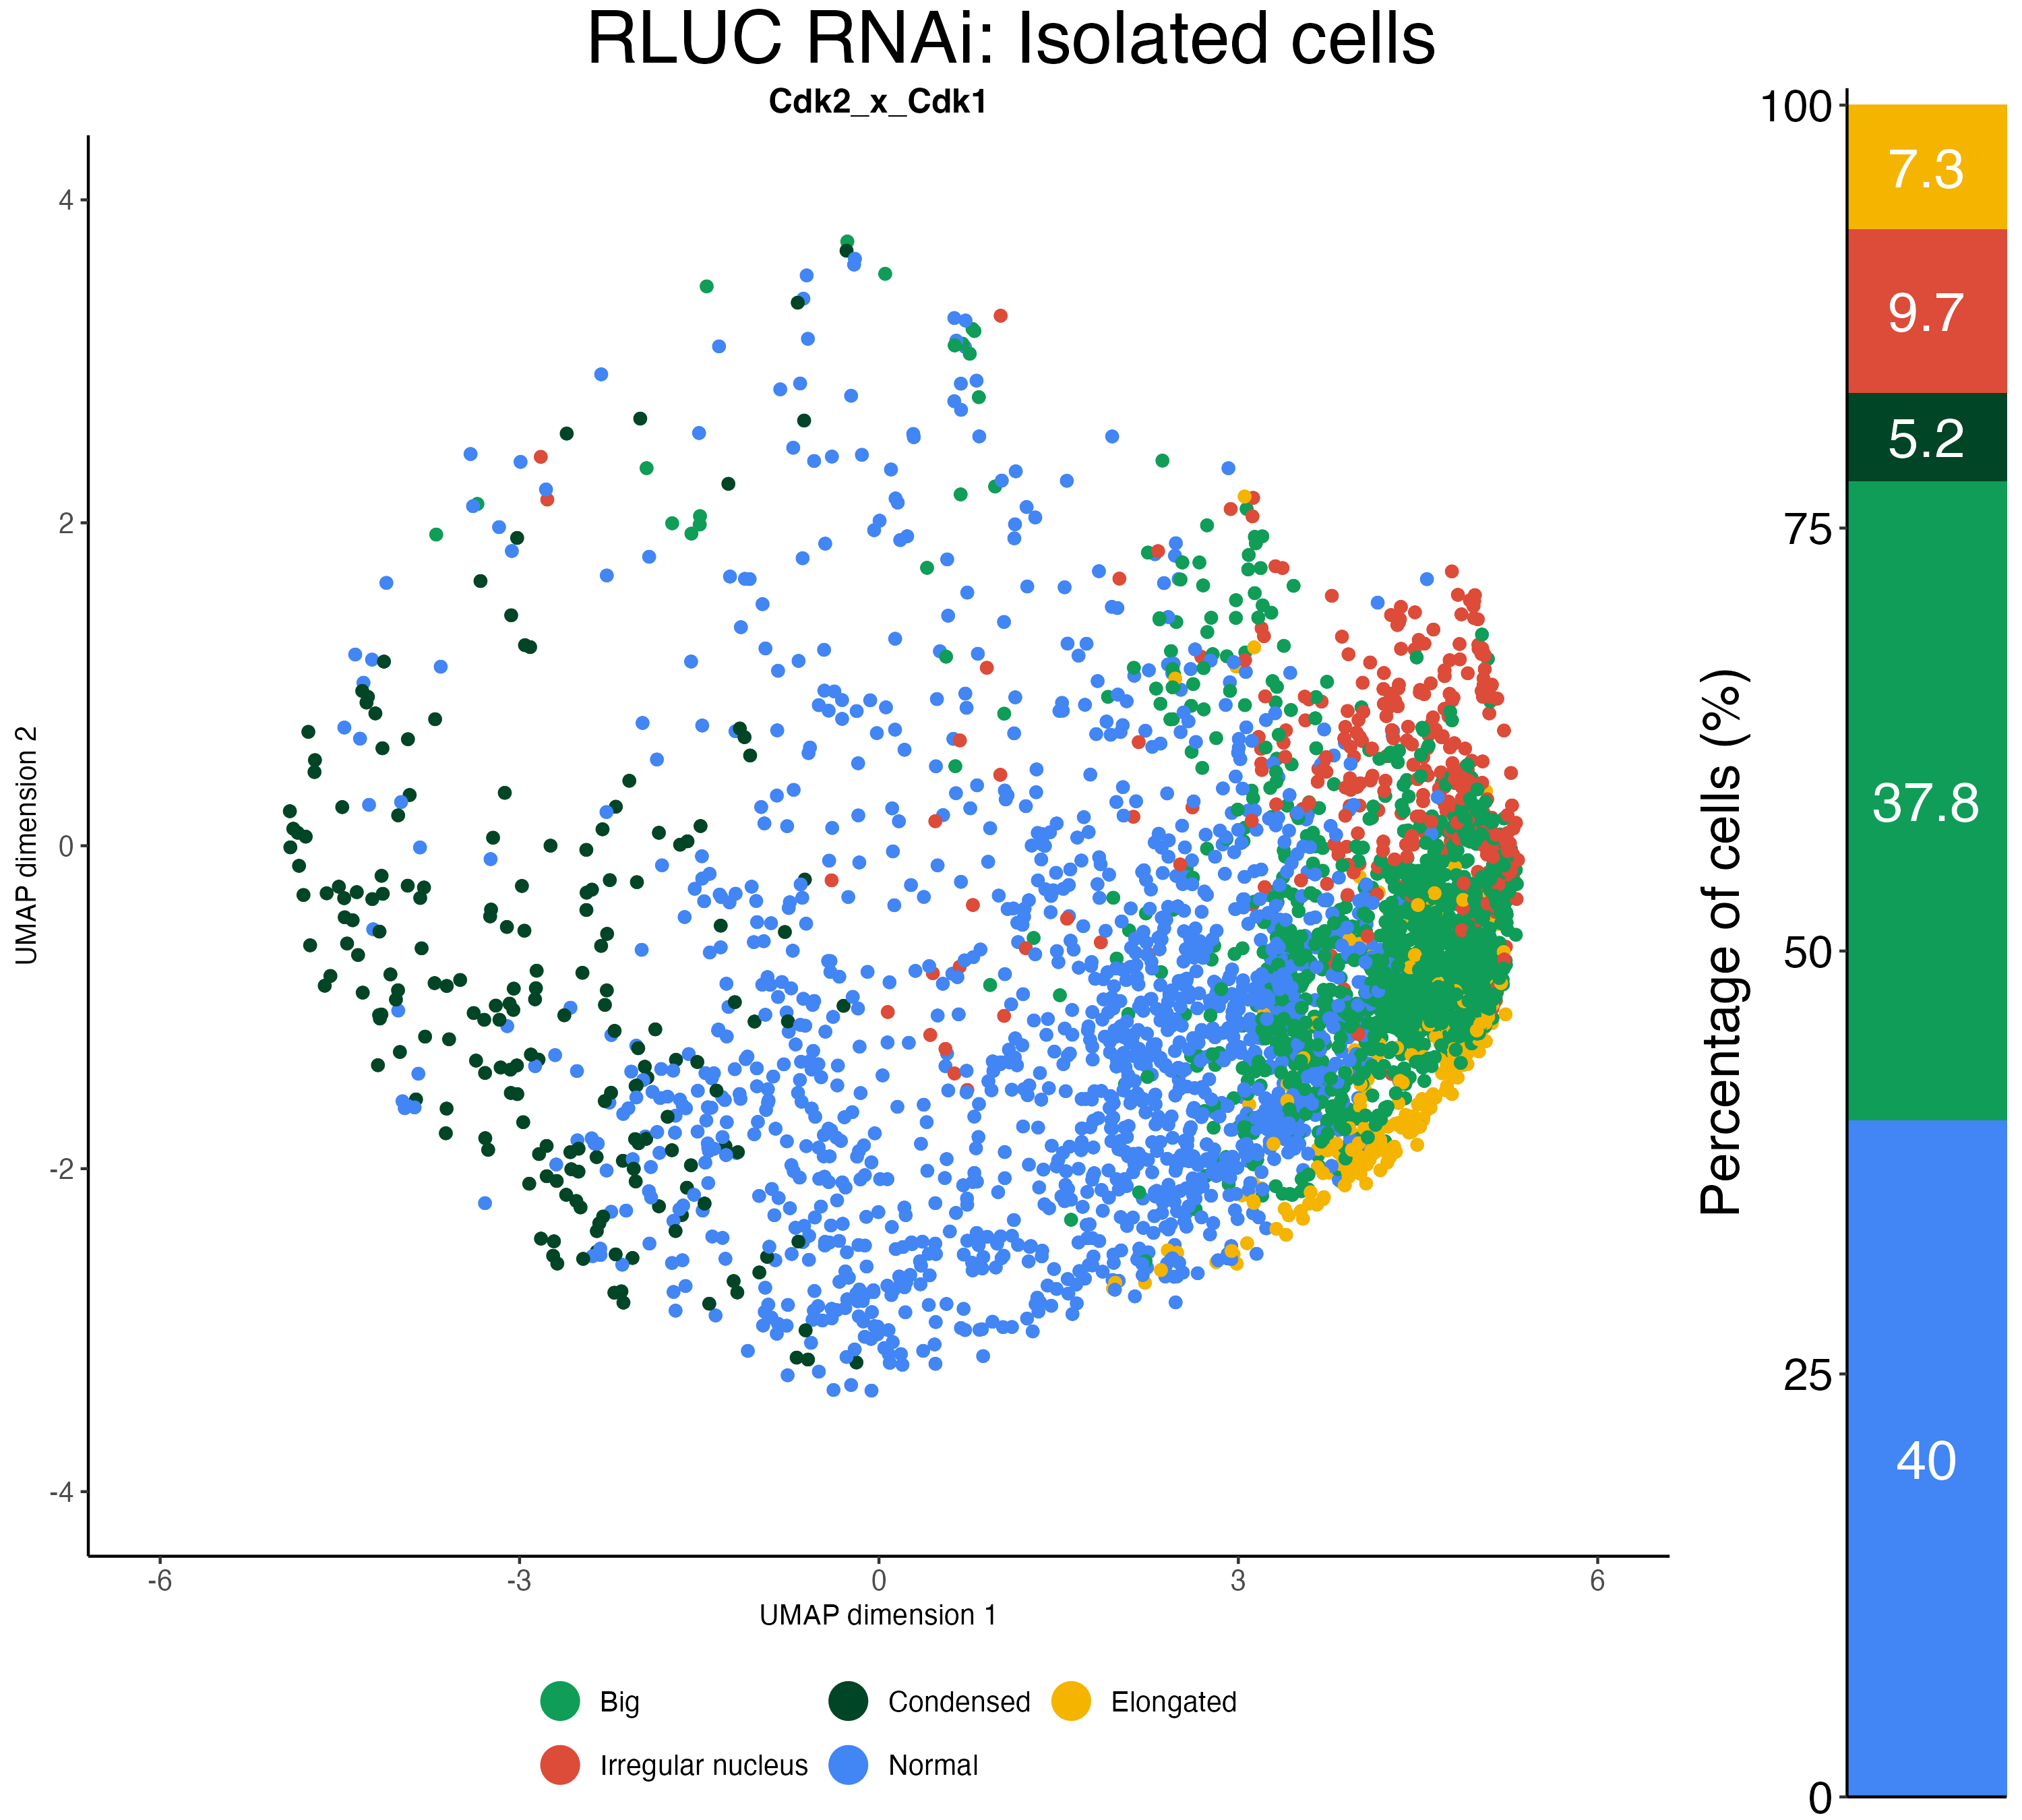 RLUC RNAi: Isolated cells
Cdk2_x_Cdk1
UMAP dimension 2
4
2
0
-2
-4
-6
-3
0
3
6
UMAP dimension 1
Big
Condensed
Elongated
Irregular nucleus
Normal
Percentage of cells (%)
100
75
50
25
0
7.3
9.7
5.2
37.8
40